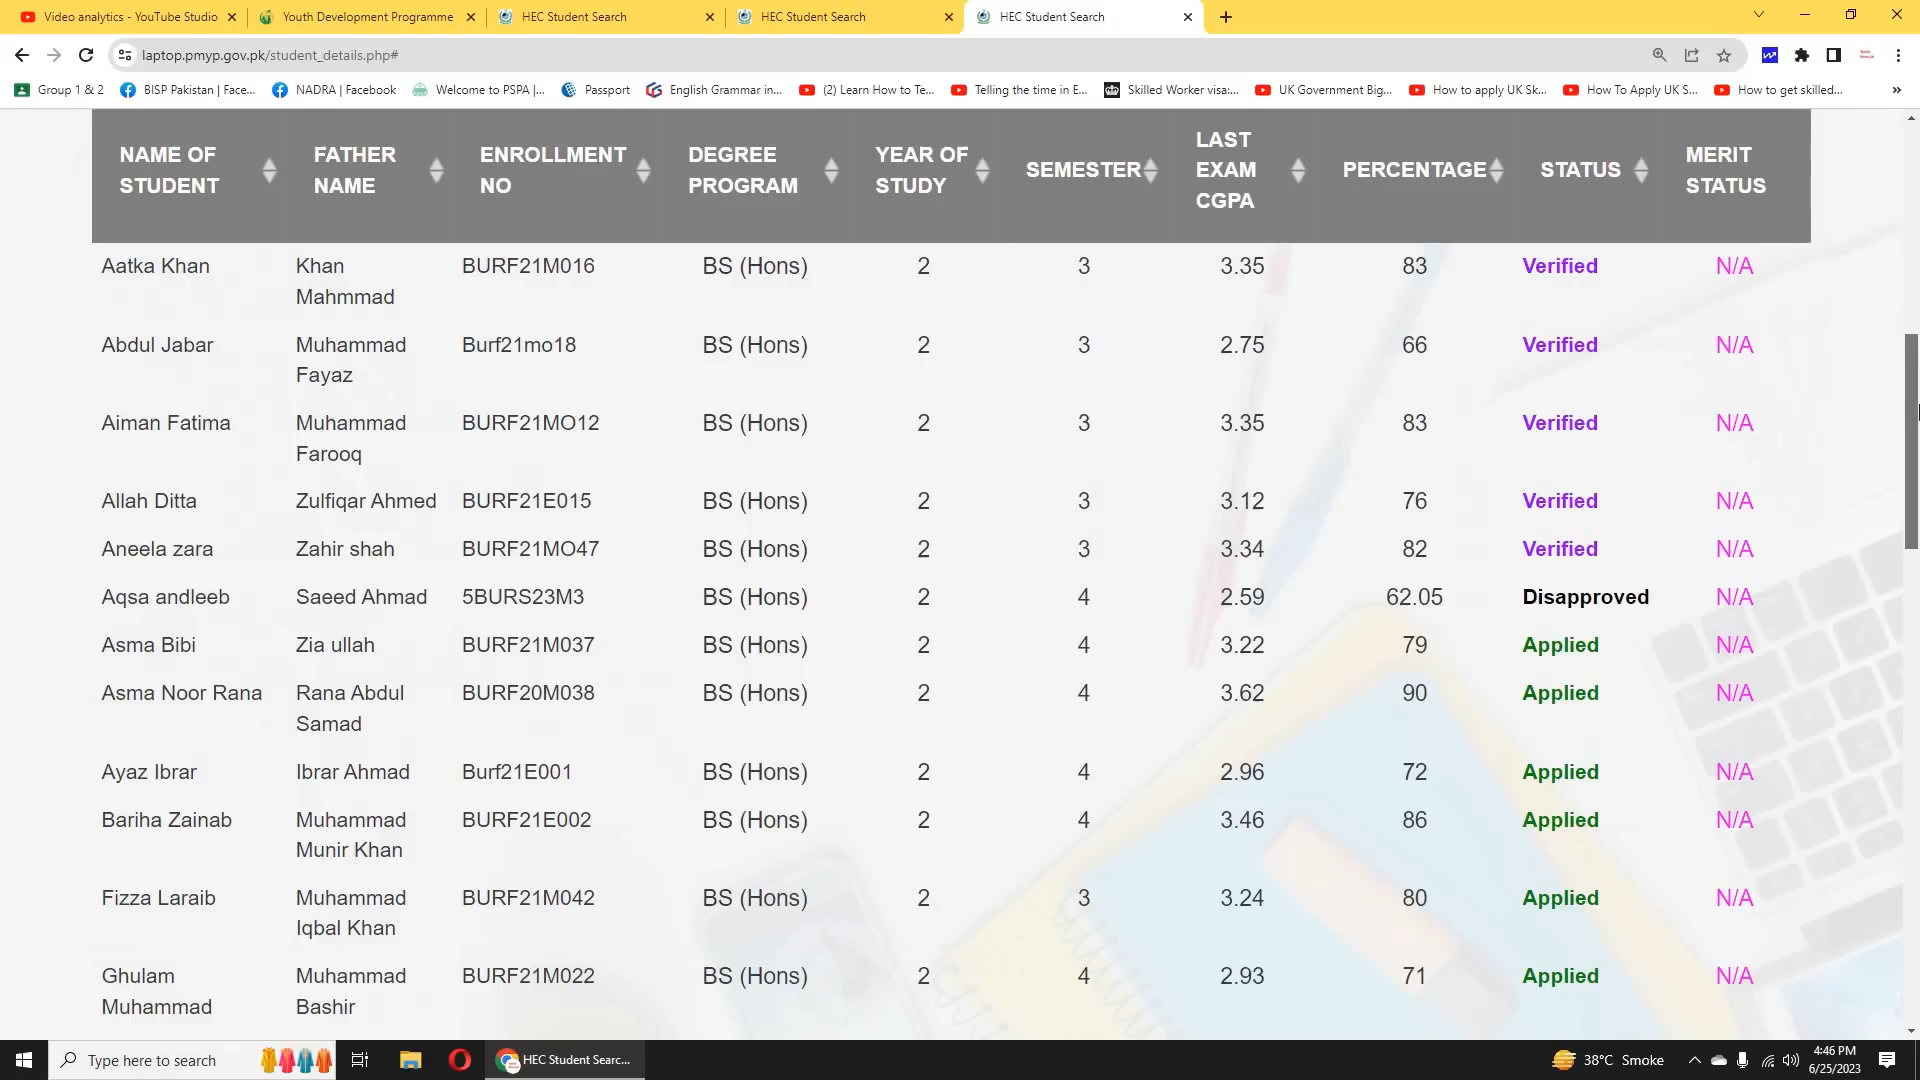 Video analytics - YouTube Studio
Youth Development Programme
HEC Student Search
HEC Student Search
HEC Student Search
laptop.pmyp.gov.pk/student_details.php#
Group 1 & 2
BISP Pakistan | Face...
NADRA | Facebook
Welcome to PSPA |...
Passport
English Grammar in...
(2) Learn How to Te...
Telling the time in E...
Skilled Worker visa:...
UK Government Big...
How to apply UK Sk...
How To Apply UK S...
How to get skilled...
»
NAME OF STUDENT FATHER NAME ENROLLMENT NO DEGREE PROGRAM YEAR OF STUDY SEMESTER LAST EXAM CGPA PERCENTAGE STATUS MERIT STATUS
Aatka Khan Khan Mahmmad BURF21M016 BS (Hons) 2 3 3.35 83 Verified N/A
Abdul Jabar Muhammad Fayaz Burf21mo18 BS (Hons) 2 3 2.75 66 Verified N/A
Aiman Fatima Muhammad Farooq BURF21MO12 BS (Hons) 2 3 3.35 83 Verified N/A
Allah Ditta Zulfiqar Ahmed BURF21E015 BS (Hons) 2 3 3.12 76 Verified N/A
Aneela zara Zahir shah BURF21MO47 BS (Hons) 2 3 3.34 82 Verified N/A
Aqsa andleeb Saeed Ahmad 5BURS23M3 BS (Hons) 2 4 2.59 62.05 Disapproved N/A
Asma Bibi Zia ullah BURF21M037 BS (Hons) 2 4 3.22 79 Applied N/A
Asma Noor Rana Rana Abdul Samad BURF20M038 BS (Hons) 2 4 3.62 90 Applied N/A
Ayaz Ibrar Ibrar Ahmad Burf21E001 BS (Hons) 2 4 2.96 72 Applied N/A
Bariha Zainab Muhammad Munir Khan BURF21E002 BS (Hons) 2 4 3.46 86 Applied N/A
Fizza Laraib Muhammad Iqbal Khan BURF21M042 BS (Hons) 2 3 3.24 80 Applied N/A
Ghulam Muhammad Muhammad Bashir BURF21M022 BS (Hons) 2 4 2.93 71 Applied N/A
Type here to search
HEC Student Searc...
38°C Smoke
4:46 PM
6/25/2023